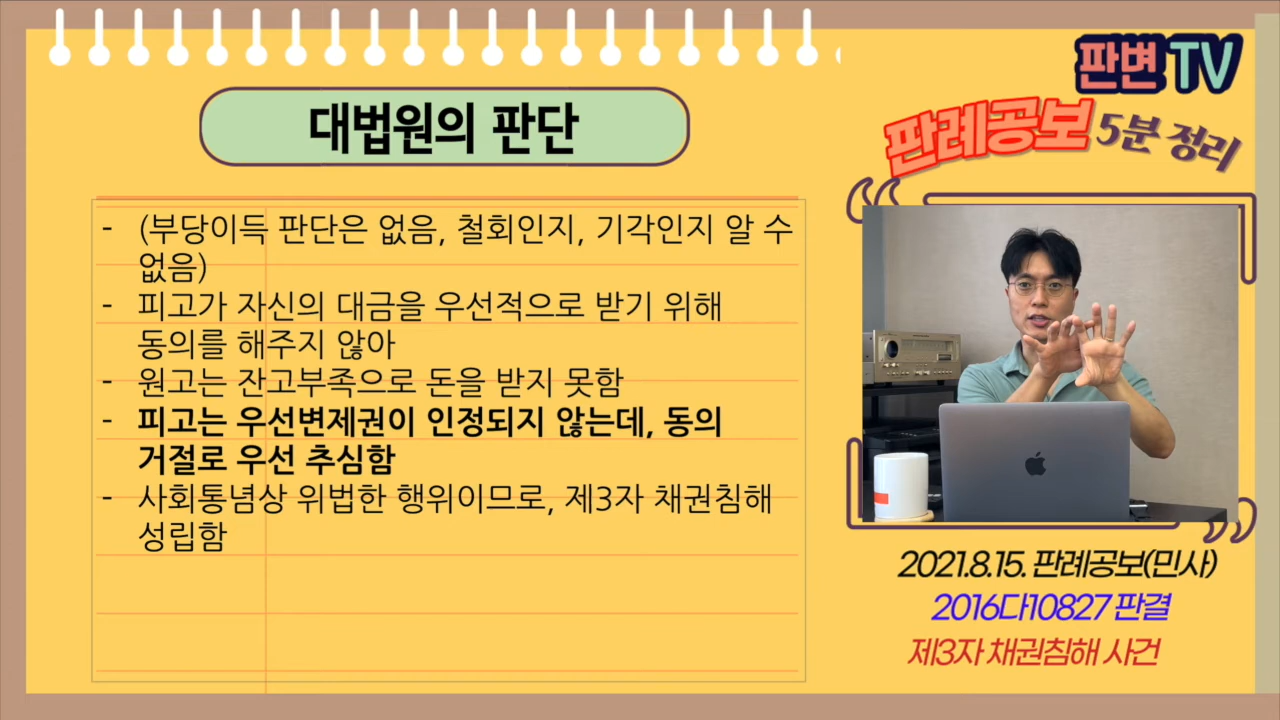 대법원의 판단
- (부당이득 판단은 없음, 철회인지, 기각인지 알 수
없음)
- 피고가 자신의 대금을 우선적으로 받기 위해
동의를 해주지 않아
- 원고는 잔고부족으로 돈을 받지 못함
- 피고는 우선변제권이 인정되지 않는데, 동의
거절로 우선 추심함
- 사회통념상 위법한 행위이므로, 제3자 채권침해
성립함
판변 TV
판례공보 5분 정리
2021.8.15. 판례공보(민사)
2016다10827 판결
제3자 채권침해 사건